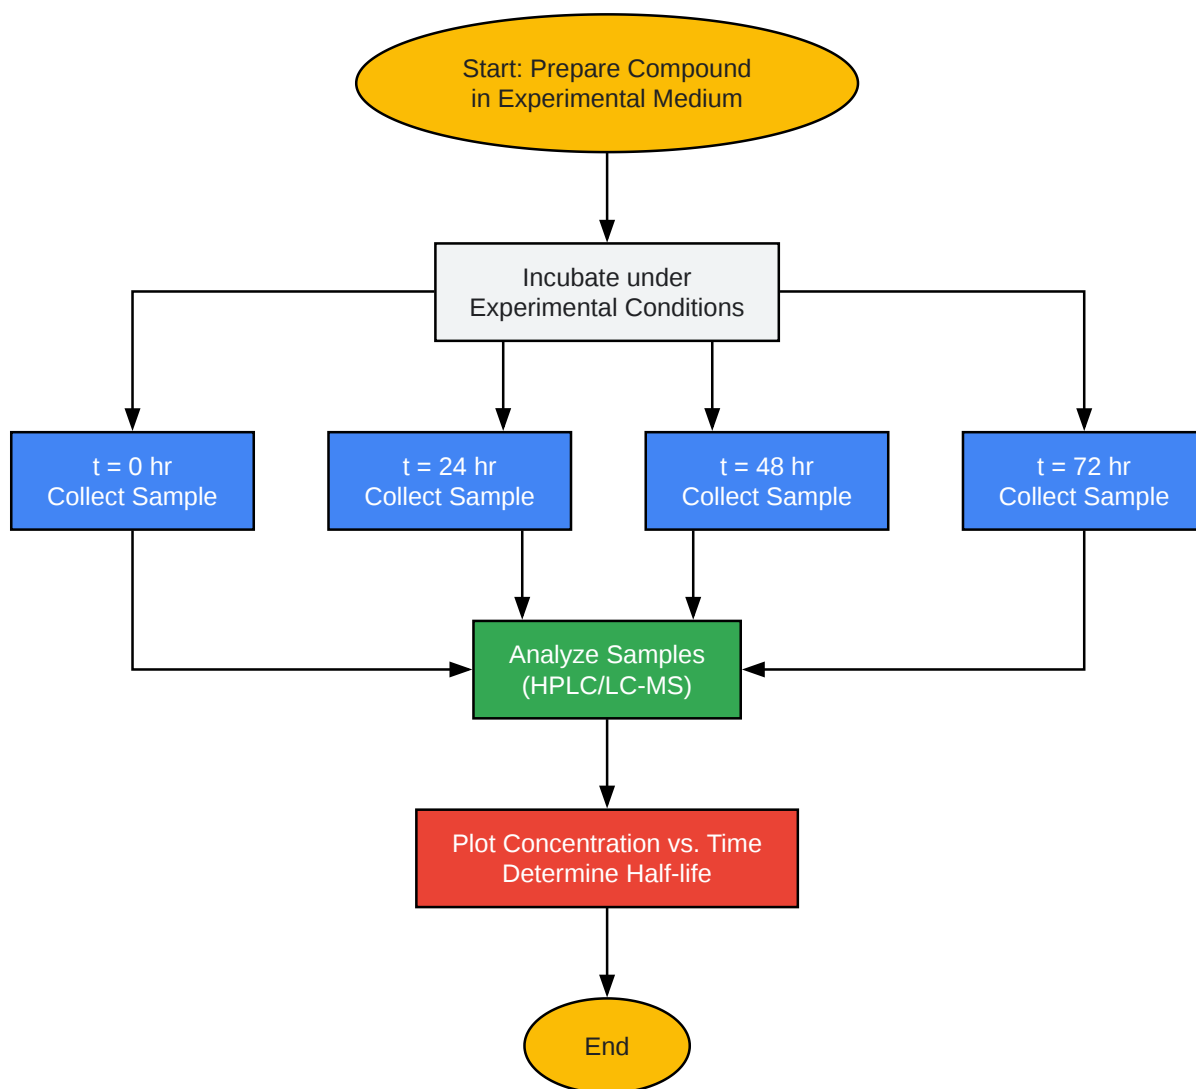 Start: Prepare Compound
in Experimental Medium
Incubate under
Experimental Conditions
t = 0 hr
Collect Sample
t = 24 hr
Collect Sample
t = 48 hr
Collect Sample
t = 72 hr
Collect Sample
Analyze Samples
(HPLC/LC-MS)
Plot Concentration vs. Time
Determine Half-life
End